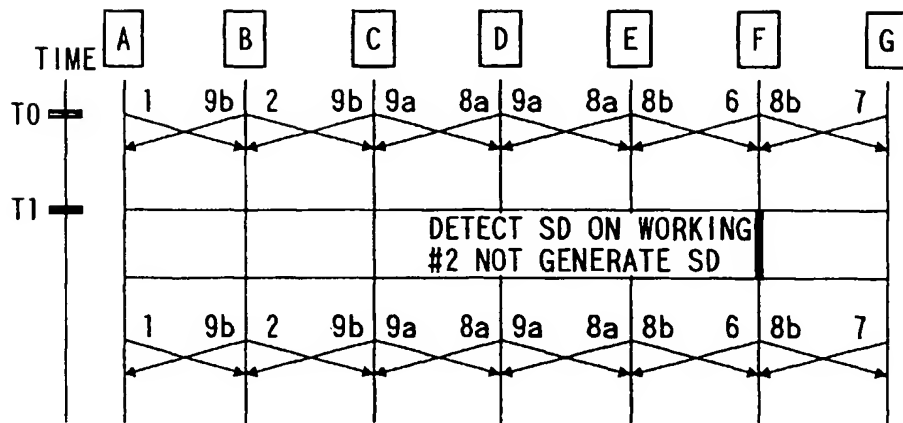 A B C D E F G
TIME
T0 1 9b 2 9b 9a 8a 9a 8a 8b 6 8b 7
T1
DETECT SD ON WORKING
#2 NOT GENERATE SD
1 9b 2 9b 9a 8a 9a 8a 8b 6 8b 7